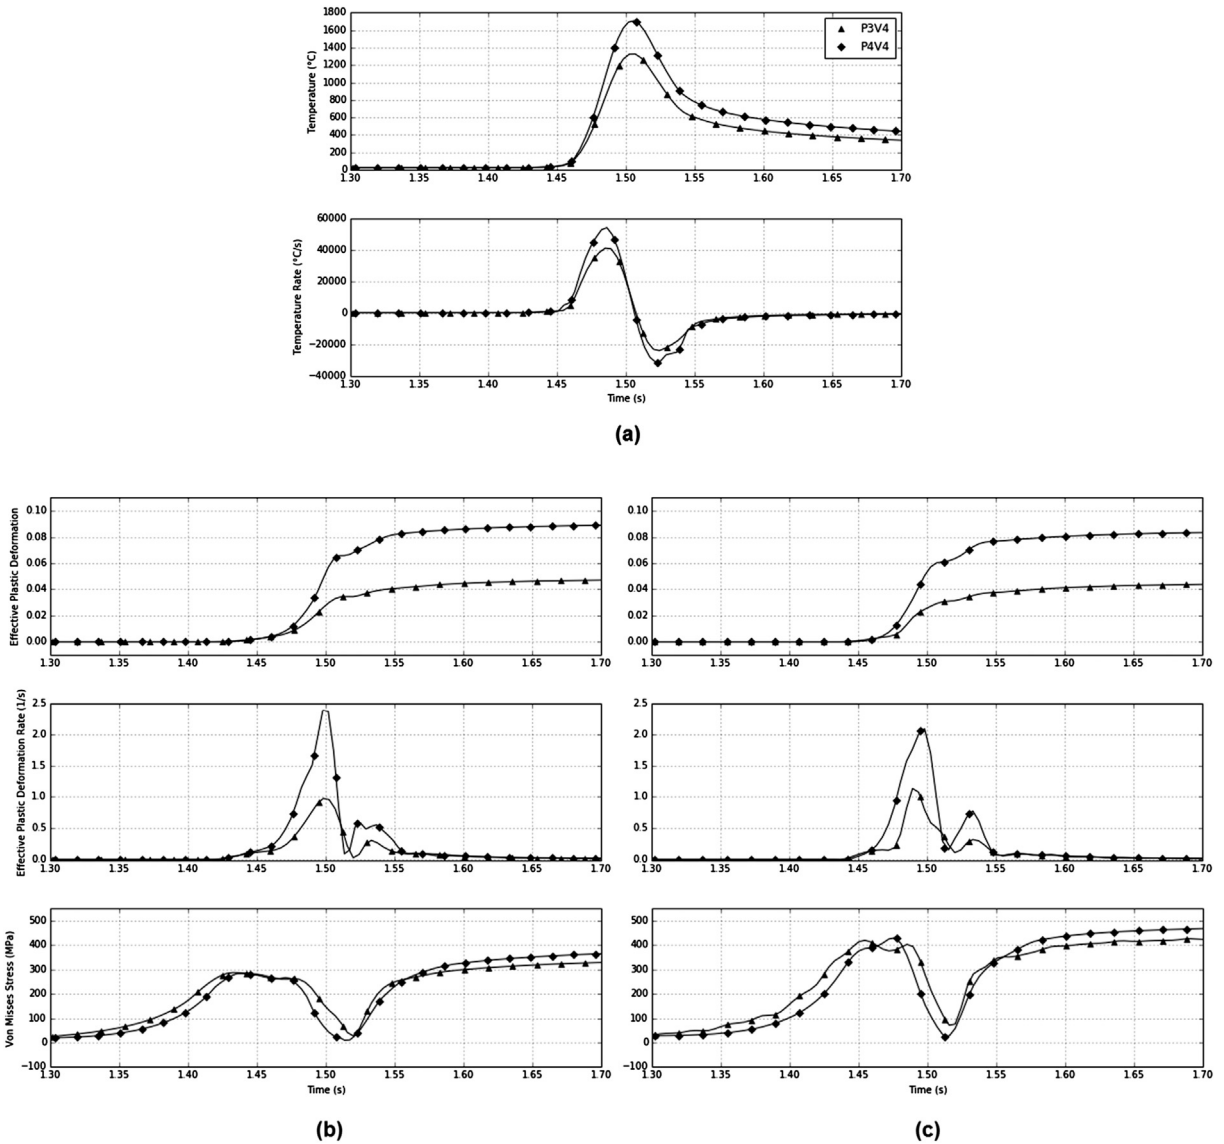 1800
1600
1400
1200
1000
800
600
400
200
0
Temperature (°C)
P3V4
P4V4
1.30 1.35 1.40 1.45 1.50 1.55 1.60 1.65 1.70
60000
40000
20000
0
−20000
−40000
Temperature Rate (°C/s)
1.30 1.35 1.40 1.45 1.50 1.55 1.60 1.65 1.70
Time (s)
(a)
0.10
0.08
0.06
0.04
0.02
0.00
Effective Plastic Deformation
1.30 1.35 1.40 1.45 1.50 1.55 1.60 1.65 1.70
2.5
2.0
1.5
1.0
0.5
0.0
Effective Plastic Deformation Rate (1/s)
1.30 1.35 1.40 1.45 1.50 1.55 1.60 1.65 1.70
500
400
300
200
100
0
−100
Von Misses Stress (MPa)
1.30 1.35 1.40 1.45 1.50 1.55 1.60 1.65 1.70
Time (s)
(b)
0.10
0.08
0.06
0.04
0.02
0.00
1.30 1.35 1.40 1.45 1.50 1.55 1.60 1.65 1.70
2.5
2.0
1.5
1.0
0.5
0.0
1.30 1.35 1.40 1.45 1.50 1.55 1.60 1.65 1.70
500
400
300
200
100
0
−100
1.30 1.35 1.40 1.45 1.50 1.55 1.60 1.65 1.70
Time (s)
(c)